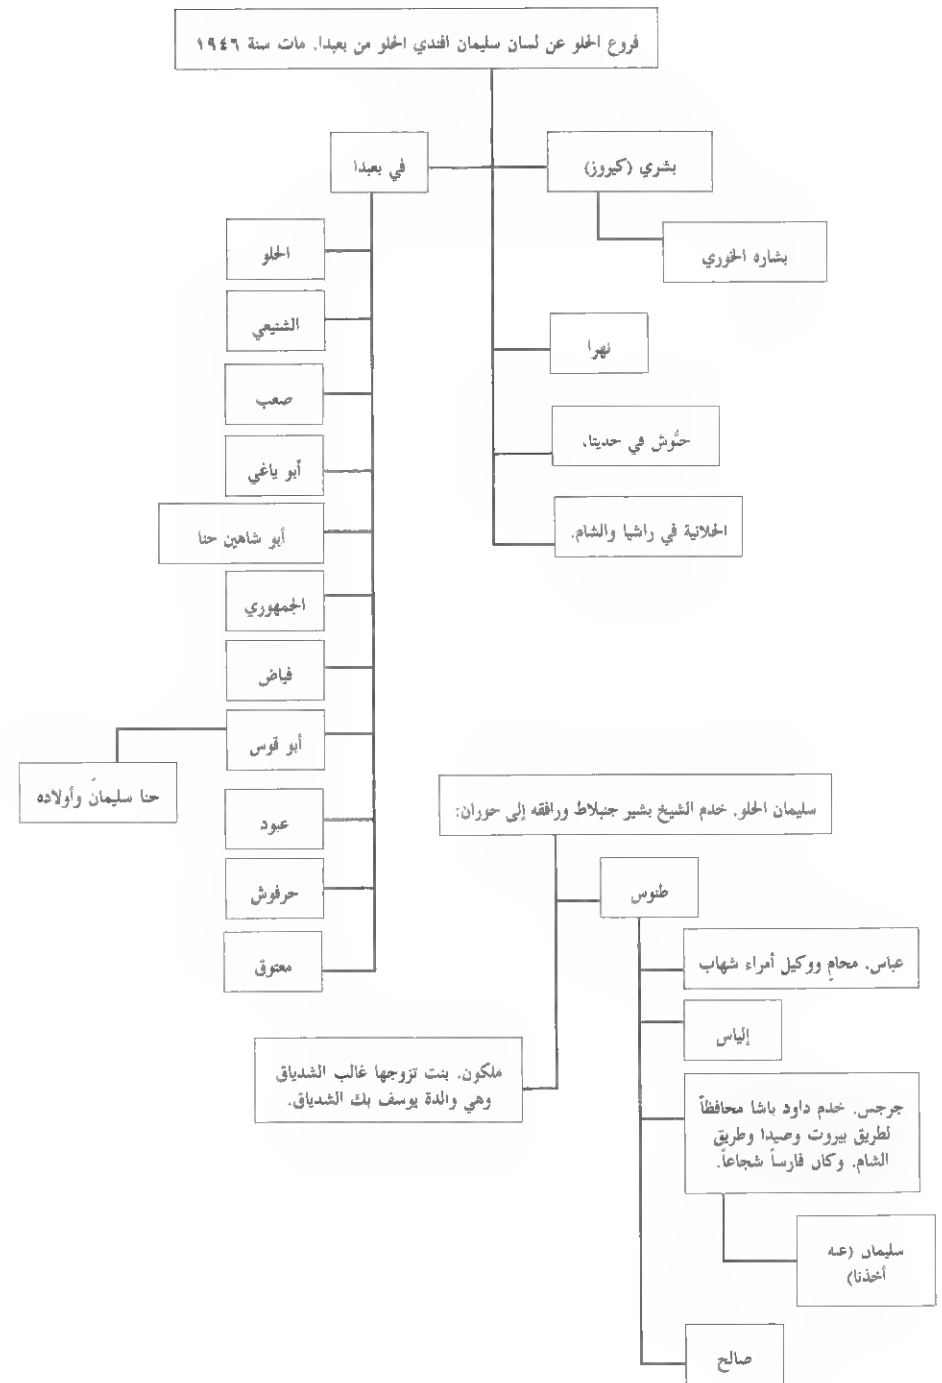 فروع الحلو عن لسان سليمان افندي الحلو من بعبدا. مات سنة ١٩٤٦
بشري (كيروز)
بشاره الخوري
نهرا
حنُّوش في حديتا.
الحلانية في راشيا والشام.
في بعبدا
الحلو
الشنيعي
صعب
أبو ياغي
أبو شاهين حنا
الجمهوري
فياض
أبو قوس
حنا سليمان وأولاده
عبود
حرفوش
معتوق
سليمان الحلو. خدم الشيخ بشير جنبلاط ورافقه إلى حوران:
طنوس
عباس. محامٍ ووكيل أمراء شهاب
إلياس
جرجس. خدم داود باشا محافظاً
لطريق بيروت وصيدا وطريق
الشام. وكان فارساً شجاعاً.
سليمان (عنه
أخذنا)
صالح
ملكون. بنت تزوجها غالب الشدياق
وهي والدة يوسف بك الشدياق.